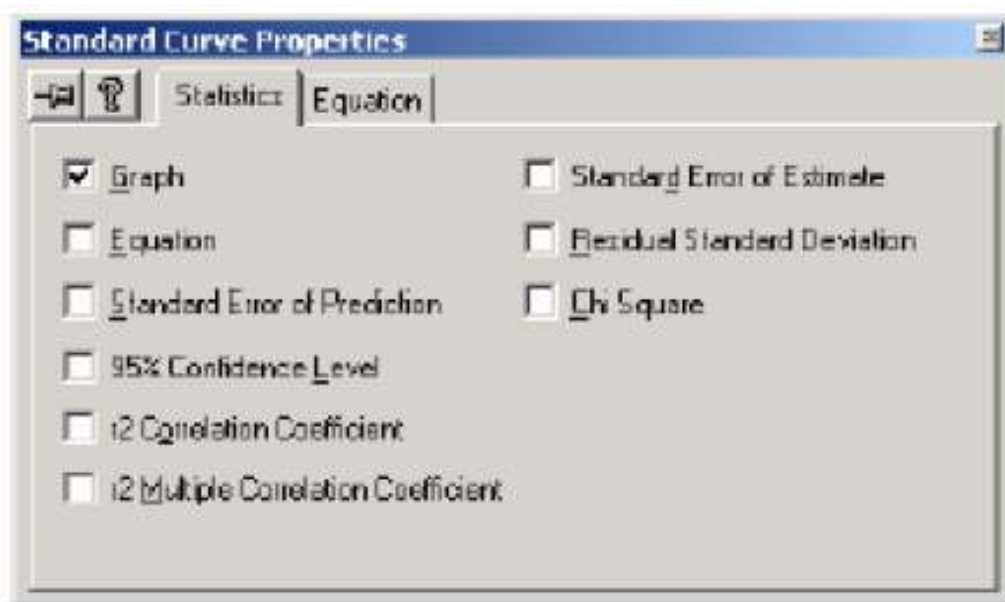 Standard Curve Properties
Statistics Equation
Graph
Equation
Standard Error of Prediction
95% Confidence Level
r2 Correlation Coefficient
r2 Multiple Correlation Coefficient
Standard Error of Estimate
Residual Standard Deviation
Chi Square